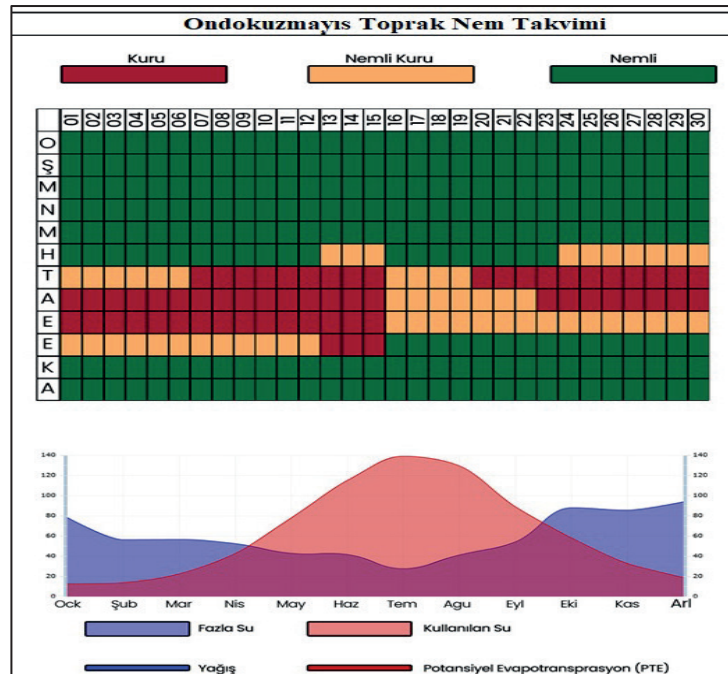 Ondokuzmayıs Toprak Nem Takvimi
Kuru Nemli Kuru Nemli
01 02 03 04 05 06 07 08 09 10 11 12 13 14 15 16 17 18 19 20 21 22 23 24 25 26 27 28 29 30
O
Ş
M
N
M
H
T
A
E
E
K
A
140 140
120 120
100 100
80 80
60 60
40 40
20 20
0 0
Ock Şub Mar Nis May Haz Tem Agu Eyl Eki Kas Arl
Fazla Su Kullanılan Su
Yağış Potansiyel Evapotransprasyon (PTE)